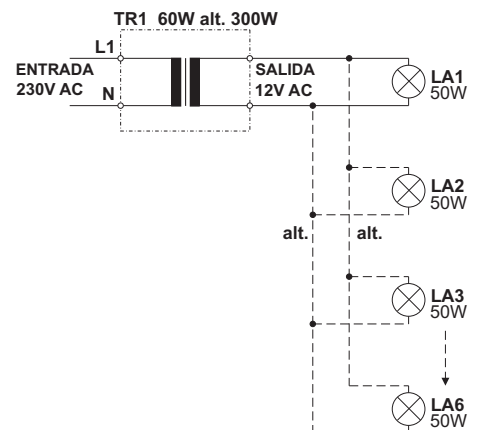 TR1 60W alt. 300W
L1
ENTRADA
230V AC
N
SALIDA
12V AC
LA1
50W
LA2
50W
alt.
alt.
LA3
50W
LA6
50W